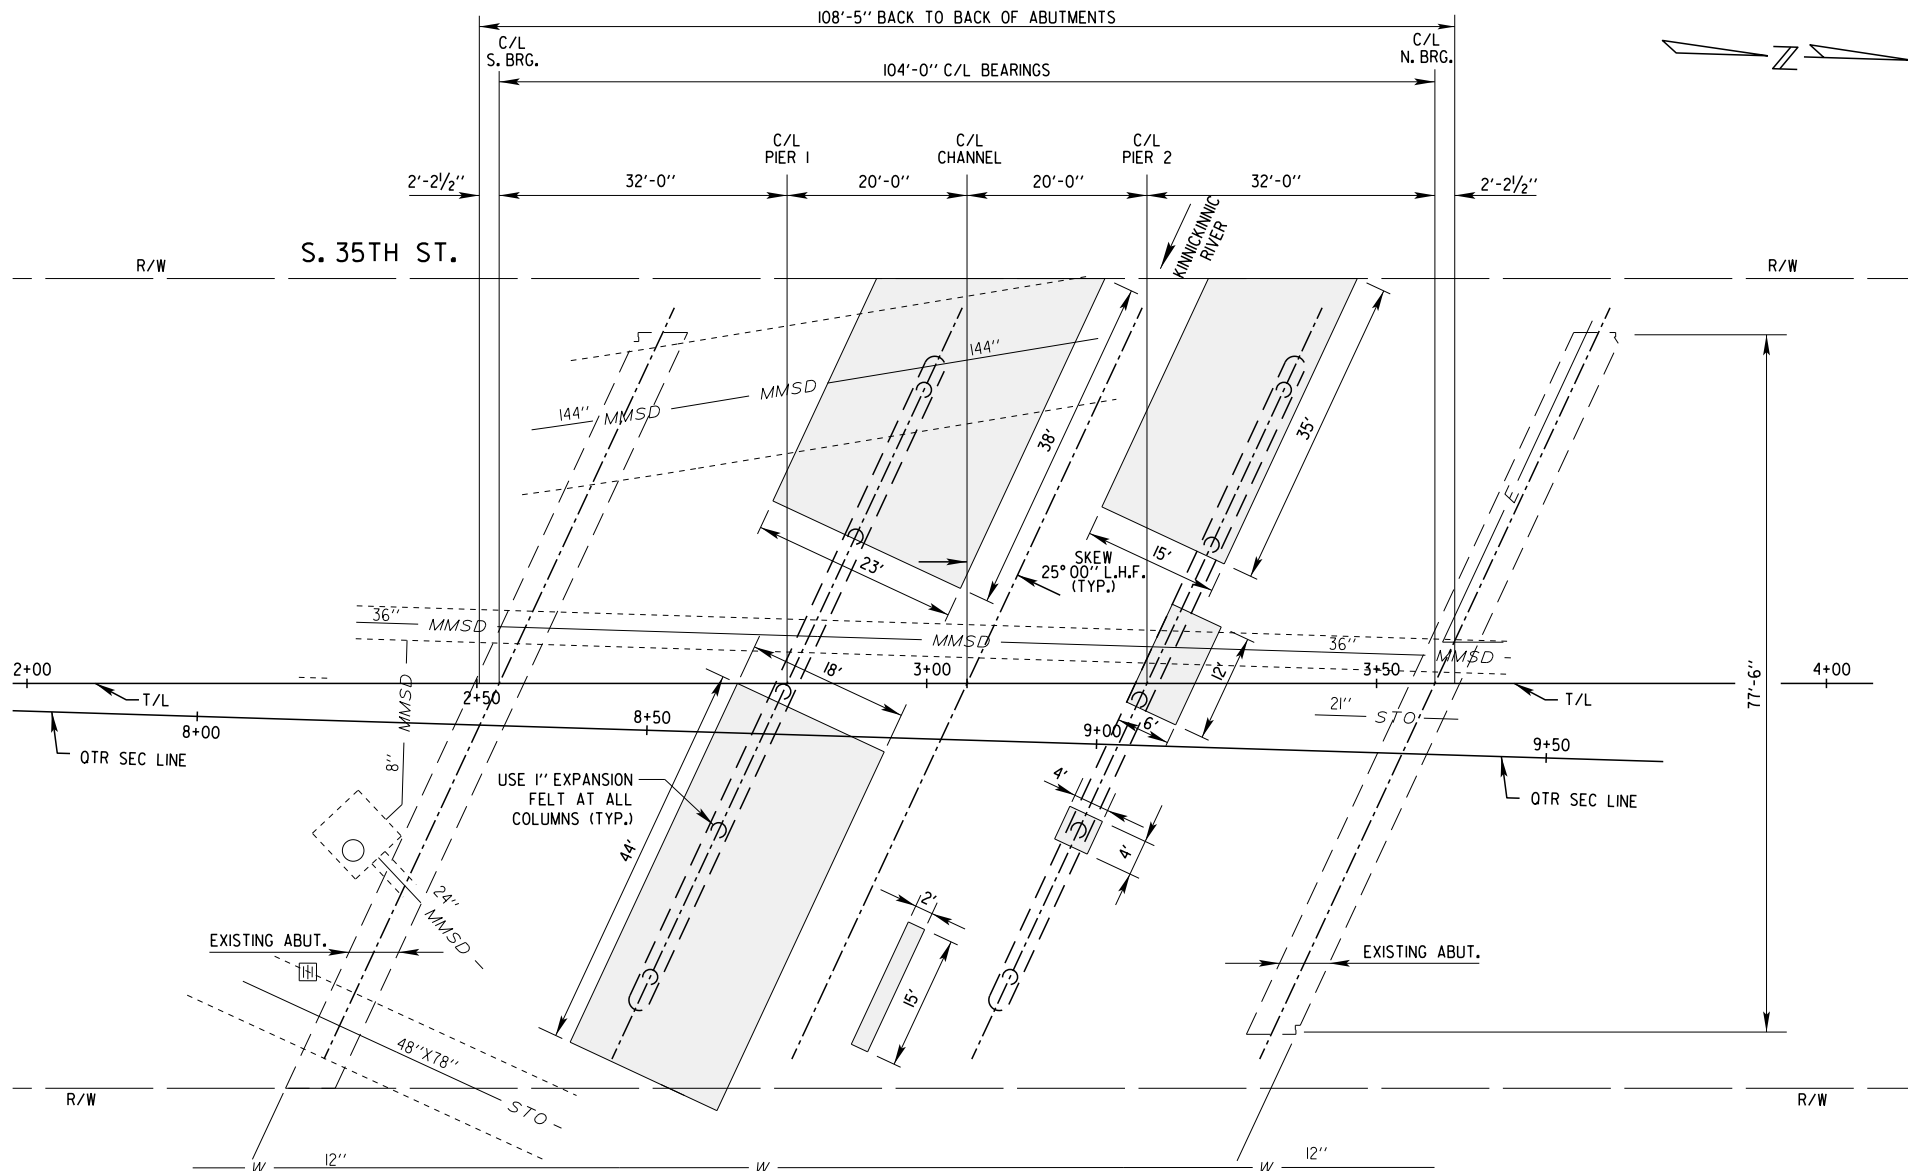 108'-5" BACK TO BACK OF ABUTMENTS
C/L
S. BRG.
C/L
N. BRG.
Z
104'-0" C/L BEARINGS
C/L
PIER 1
C/L
CHANNEL
C/L
PIER 2
2'-2½"
32'-0"
20'-0"
20'-0"
32'-0"
2'-2½"
KINNICKINNIC
RIVER
S. 35TH ST.
R/W
R/W
144"
MMSD
MMSD
144"
38'
35'
E
23'
15'
SKEW
25° 00" L.H.F.
(TYP.)
36"
MMSD
MMSD
36"
MMSD
18'
12'
2+00
2+50
3+00
3+50
4+00
T/L
T/L
MMSD
77'-6"
21"
STO
8+00
8+50
9+00
9+50
6'
QTR SEC LINE
QTR SEC LINE
8"
USE 1" EXPANSION
FELT AT ALL
COLUMNS (TYP.)
4'
4'
44'
24"
MMSD
2'
15'
EXISTING ABUT.
EXISTING ABUT.
48"X78"
STO
R/W
R/W
W
12"
W
W
12"